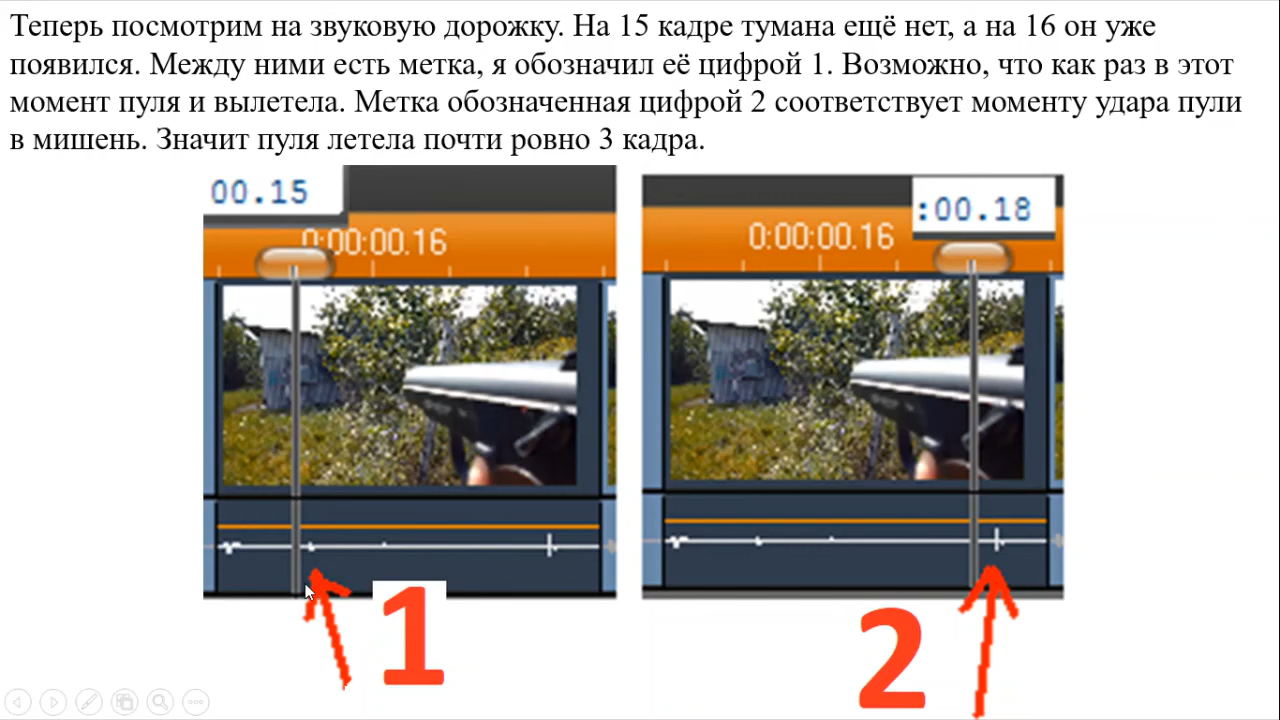 Теперь посмотрим на звуковую дорожку. На 15 кадре тумана ещё нет, а на 16 он уже
появился. Между ними есть метка, я обозначил её цифрой 1. Возможно, что как раз в этот
момент пуля и вылетела. Метка обозначенная цифрой 2 соответствует моменту удара пули
в мишень. Значит пуля летела почти ровно 3 кадра.
00.15
0:00:00.16
:00.18
0:00:00.16
1
2